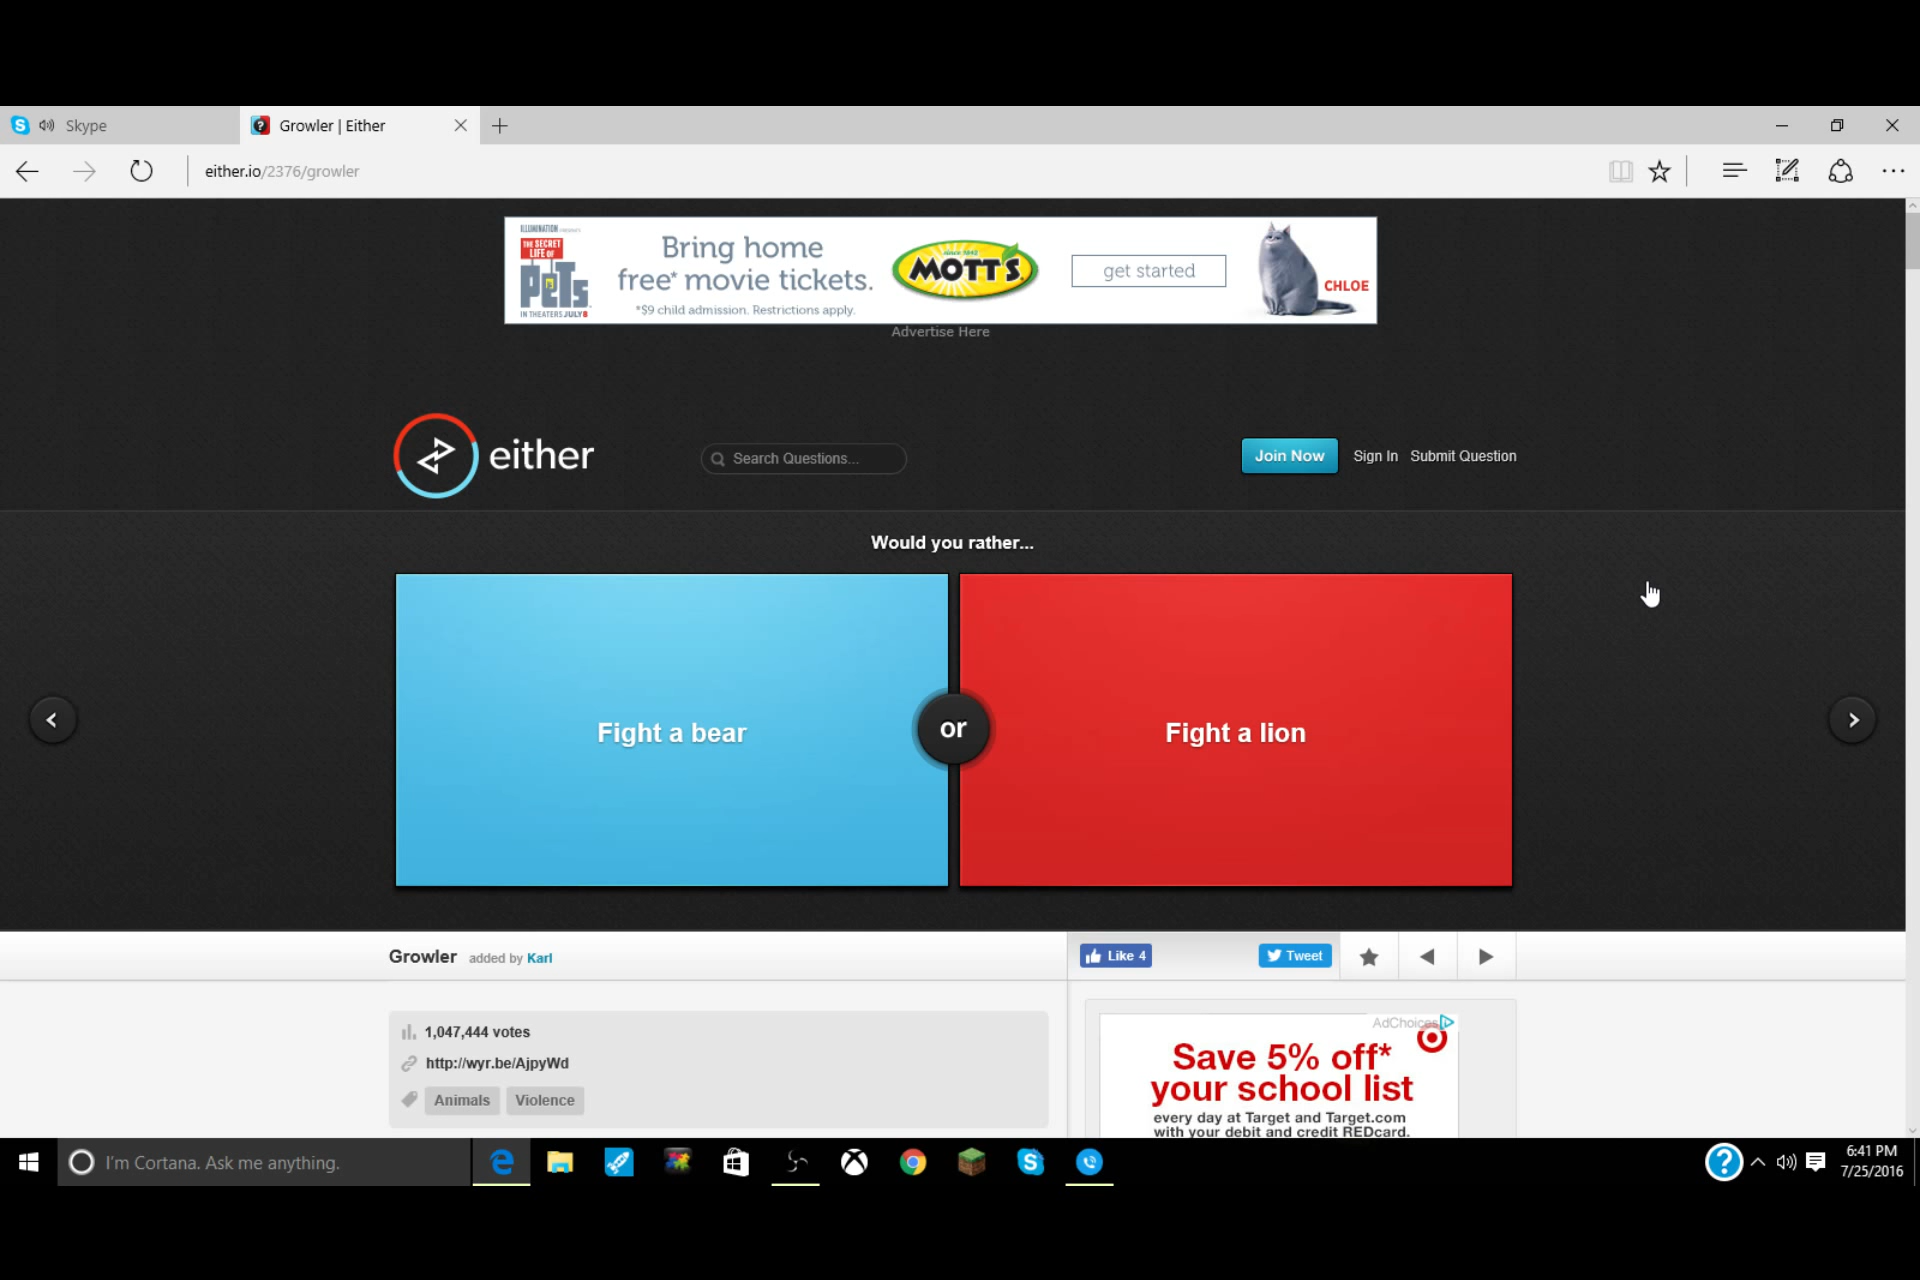 Skype
Growler | Either
either.io/2376/growler
ILLUMINATION
THE SECRET
LIFE OF
PETS
IN THEATERS JULY 8
Bring home
free* movie tickets.
*$9 child admission. Restrictions apply.
since 1842
MOTT'S
get started
CHLOE
Advertise Here
either
Search Questions...
Join Now
Sign In
Submit Question
Would you rather...
Fight a bear
or
Fight a lion
Growler added by Karl
Like 4
Tweet
1,047,444 votes
http://wyr.be/AjpyWd
Animals
Violence
AdChoices
Save 5% off*
your school list
every day at Target and Target.com
with your debit and credit REDcard.
I'm Cortana. Ask me anything.
6:41 PM
7/25/2016